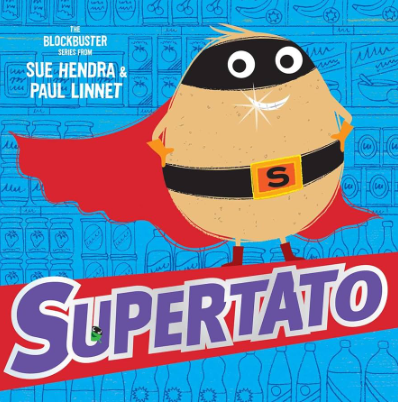 THE
BLOCKBUSTER
SERIES FROM
SUE HENDRA &
PAUL LINNET
S
SUPERTATO